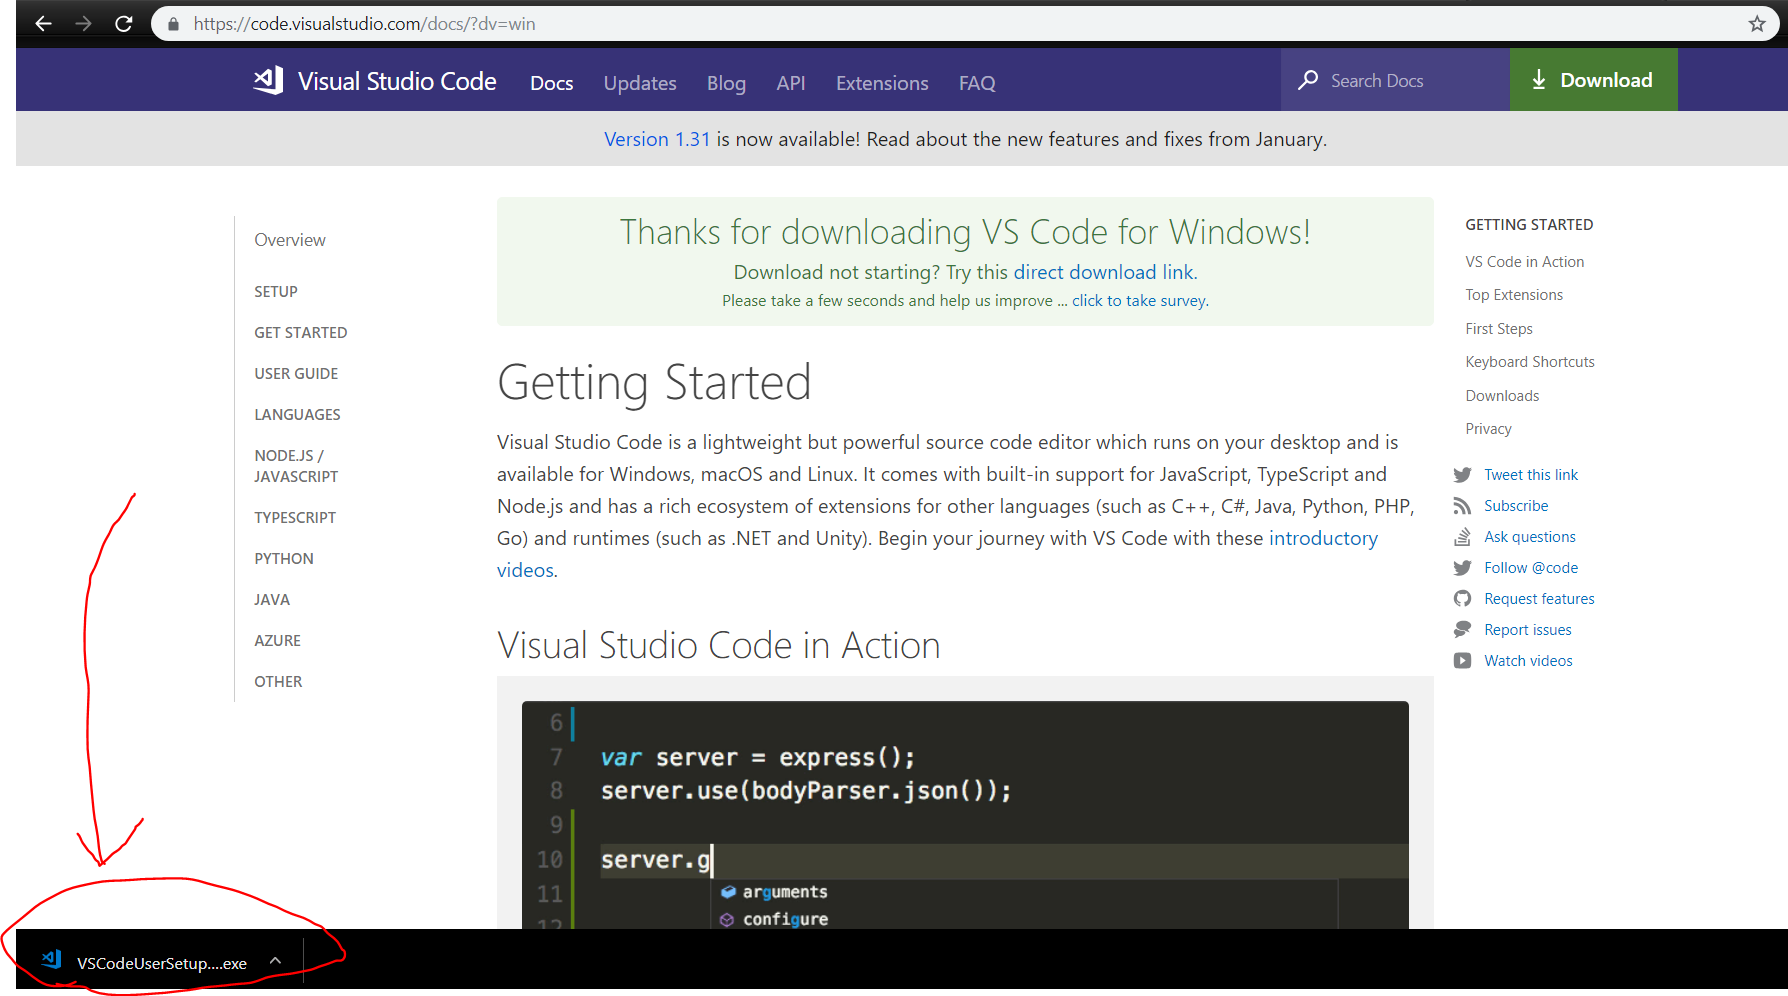 https://code.visualstudio.com/docs/?dv=win
Visual Studio Code Docs Updates Blog API Extensions FAQ Search Docs Download
Version 1.31 is now available! Read about the new features and fixes from January.
Overview
SETUP
GET STARTED
USER GUIDE
LANGUAGES
NODE.JS /
JAVASCRIPT
TYPESCRIPT
PYTHON
JAVA
AZURE
OTHER
Thanks for downloading VS Code for Windows!
Download not starting? Try this direct download link.
Please take a few seconds and help us improve ... click to take survey.
Getting Started
Visual Studio Code is a lightweight but powerful source code editor which runs on your desktop and is
available for Windows, macOS and Linux. It comes with built-in support for JavaScript, TypeScript and
Node.js and has a rich ecosystem of extensions for other languages (such as C++, C#, Java, Python, PHP,
Go) and runtimes (such as .NET and Unity). Begin your journey with VS Code with these introductory
videos.
Visual Studio Code in Action
6
7 var server = express();
8 server.use(bodyParser.json());
9
10 server.g
11 arguments
12 configure
GETTING STARTED
VS Code in Action
Top Extensions
First Steps
Keyboard Shortcuts
Downloads
Privacy
Tweet this link
Subscribe
Ask questions
Follow @code
Request features
Report issues
Watch videos
VSCodeUserSetup....exe